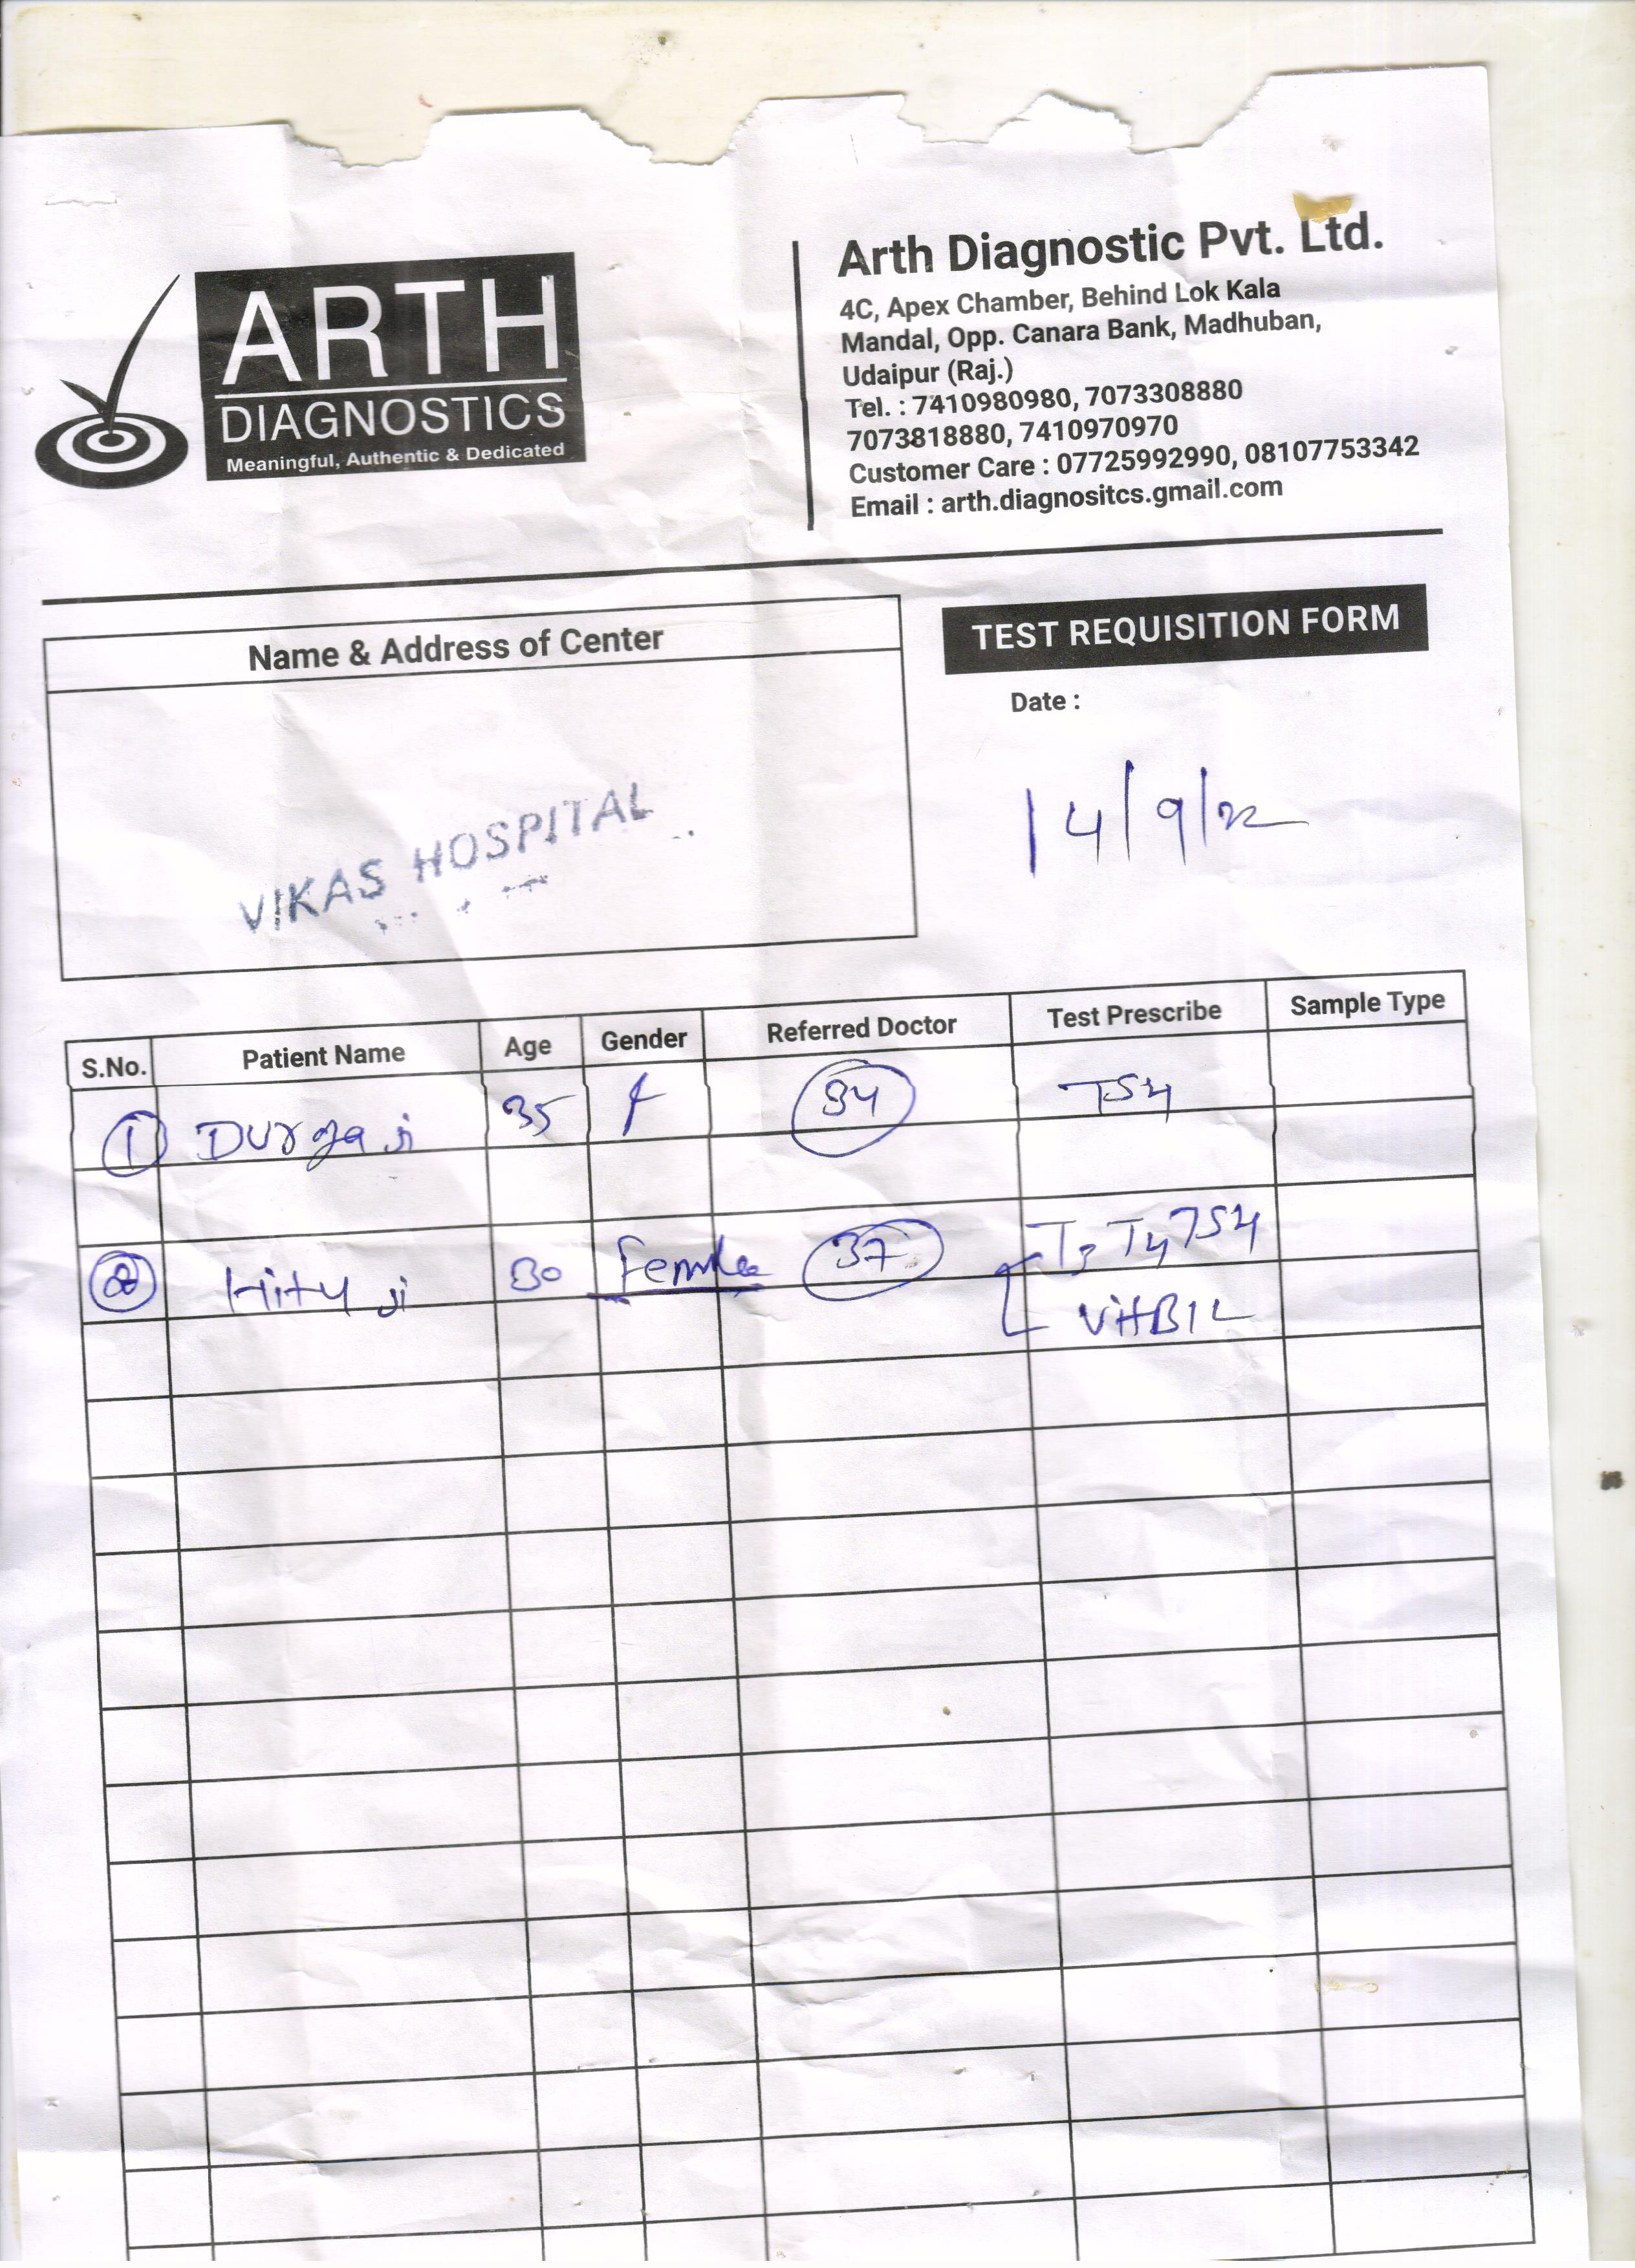 ARTH
DIAGNOSTICS
Meaningful, Authentic & Dedicated
Arth Diagnostic Pvt. Ltd.
4C, Apex Chamber, Behind Lok Kala
Mandal, Opp. Canara Bank, Madhuban,
Udaipur (Raj.)
Tel. : 7410980980, 7073308880
7073818880, 7410970970
Customer Care : 07725992990, 08107753342
Email : arth.diagnositcs.gmail.com
Name & Address of Center
VIKAS HOSPITAL
TEST REQUISITION FORM
Date :
14/9/22
S.No. Patient Name Age Gender Referred Doctor Test Prescribe Sample Type
1 Durga ji 35 f 34 TSH
2 Hity ji 30 Female 37 T3 T4 TSH
VitB12